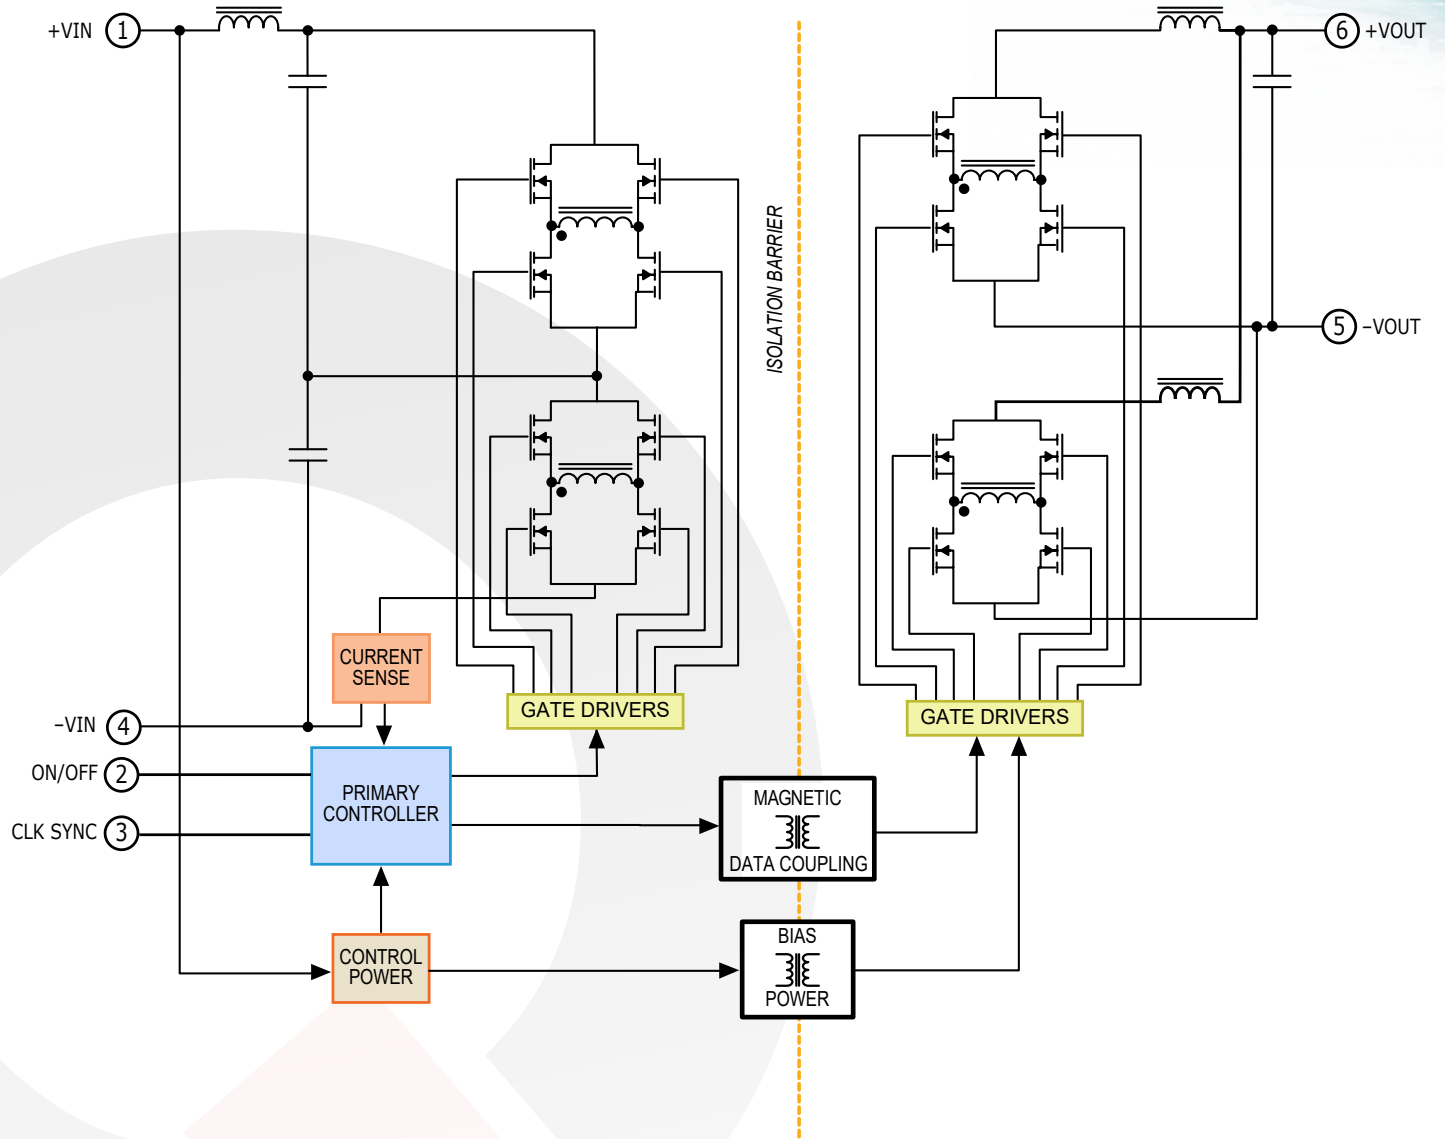 +VIN
1
6
+VOUT
ISOLATION BARRIER
5
–VOUT
CURRENT
SENSE
GATE DRIVERS
GATE DRIVERS
–VIN
4
ON/OFF
2
CLK SYNC
3
PRIMARY
CONTROLLER
MAGNETIC
DATA COUPLING
CONTROL
POWER
BIAS
POWER